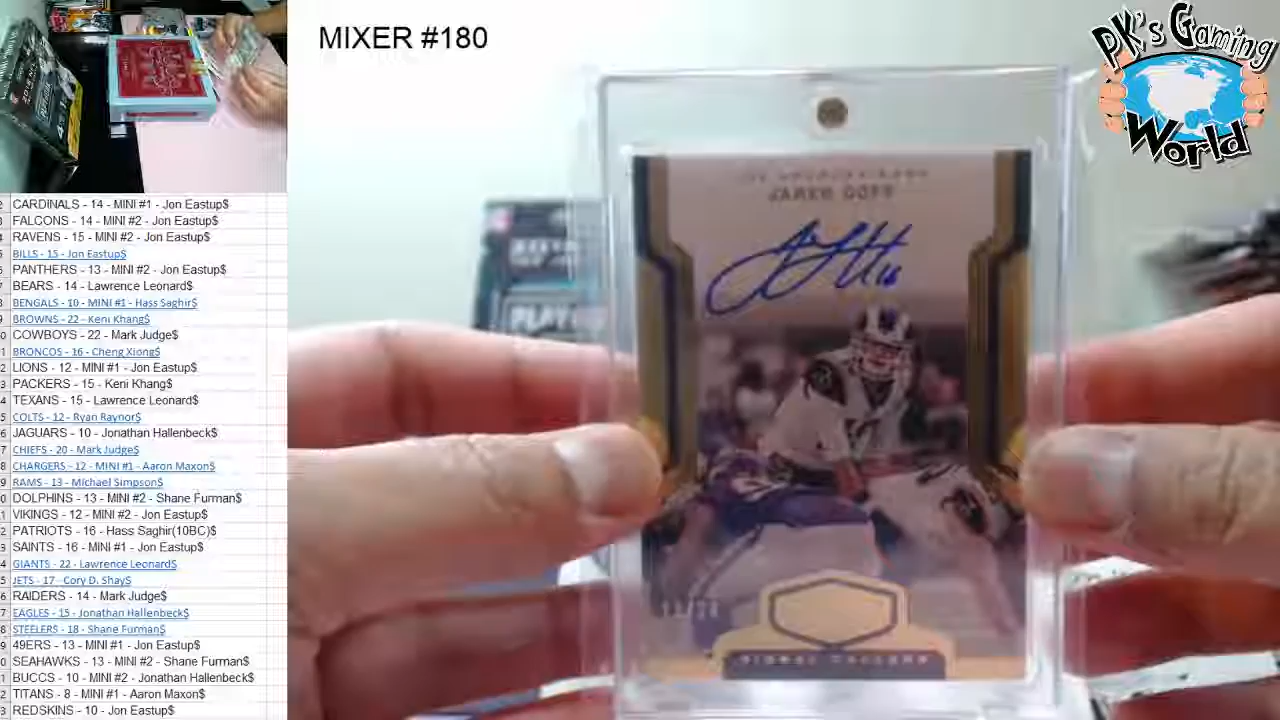 MIXER #180
PK's Gaming
World
CARDINALS - 14 - MINI #1 - Jon Eastup$
FALCONS - 14 - MINI #2 - Jon Eastup$
RAVENS - 15 - MINI #2 - Jon Eastup$
BILLS - 15 - Jon Eastup$
PANTHERS - 13 - MINI #2 - Jon Eastup$
BEARS - 14 - Lawrence Leonard$
BENGALS - 10 - MINI #1 - Hass Saghir$
BROWNS - 22 - Keni Khang$
COWBOYS - 22 - Mark Judge$
BRONCOS - 16 - Cheng Xiong$
LIONS - 12 - MINI #1 - Jon Eastup$
PACKERS - 15 - Keni Khang$
TEXANS - 15 - Lawrence Leonard$
COLTS - 12 - Ryan Raynor$
JAGUARS - 10 - Jonathan Hallenbeck$
CHIEFS - 20 - Mark Judge$
CHARGERS - 12 - MINI #1 - Aaron Maxon$
RAMS - 13 - Michael Simpson$
DOLPHINS - 13 - MINI #2 - Shane Furman$
VIKINGS - 12 - MINI #2 - Jon Eastup$
PATRIOTS - 16 - Hass Saghir(10BC)$
SAINTS - 16 - MINI #1 - Jon Eastup$
GIANTS - 22 - Lawrence Leonard$
JETS - 17 - Cory D. Shay$
RAIDERS - 14 - Mark Judge$
EAGLES - 15 - Jonathan Hallenbeck$
STEELERS - 18 - Shane Furman$
49ERS - 13 - MINI #1 - Jon Eastup$
SEAHAWKS - 13 - MINI #2 - Shane Furman$
BUCCS - 10 - MINI #2 - Jonathan Hallenbeck$
TITANS - 8 - MINI #1 - Aaron Maxon$
REDSKINS - 10 - Jon Eastup$
JARED GOFF
16
SIGNAL CALLERS